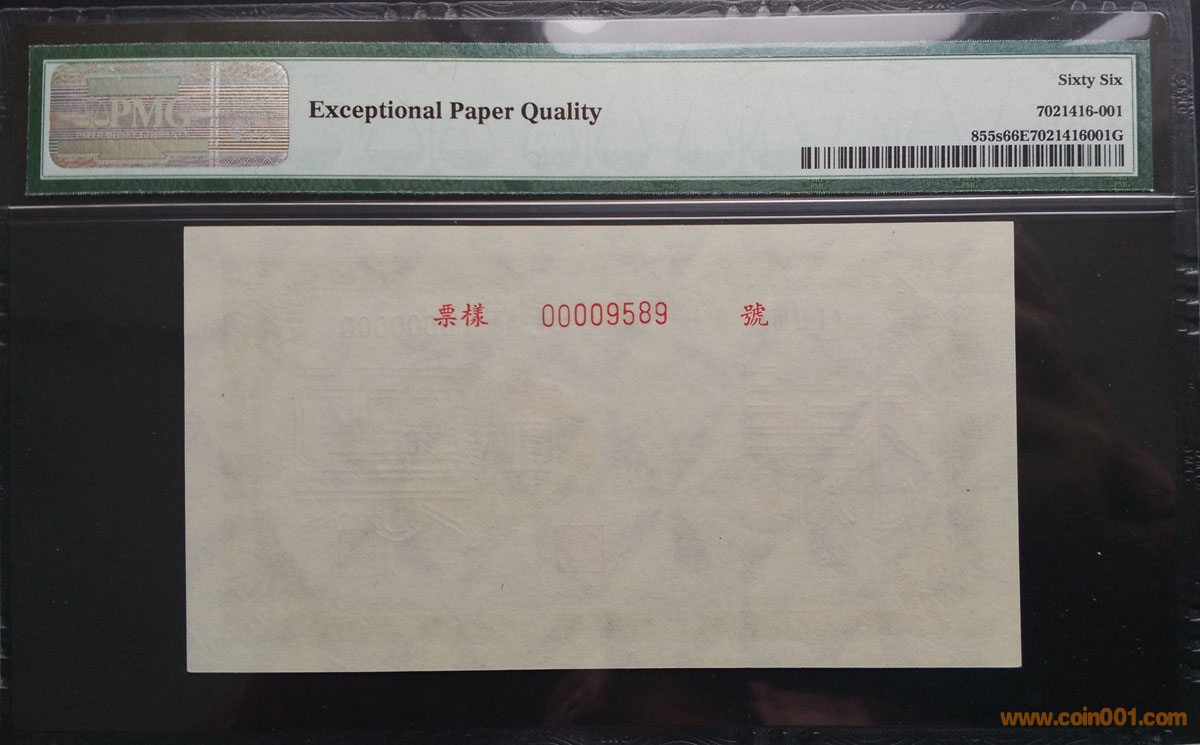 PMG
Exceptional Paper Quality
Sixty Six
7021416-001
855s66E7021416001G
票樣 00009589 號
www.coin001.com